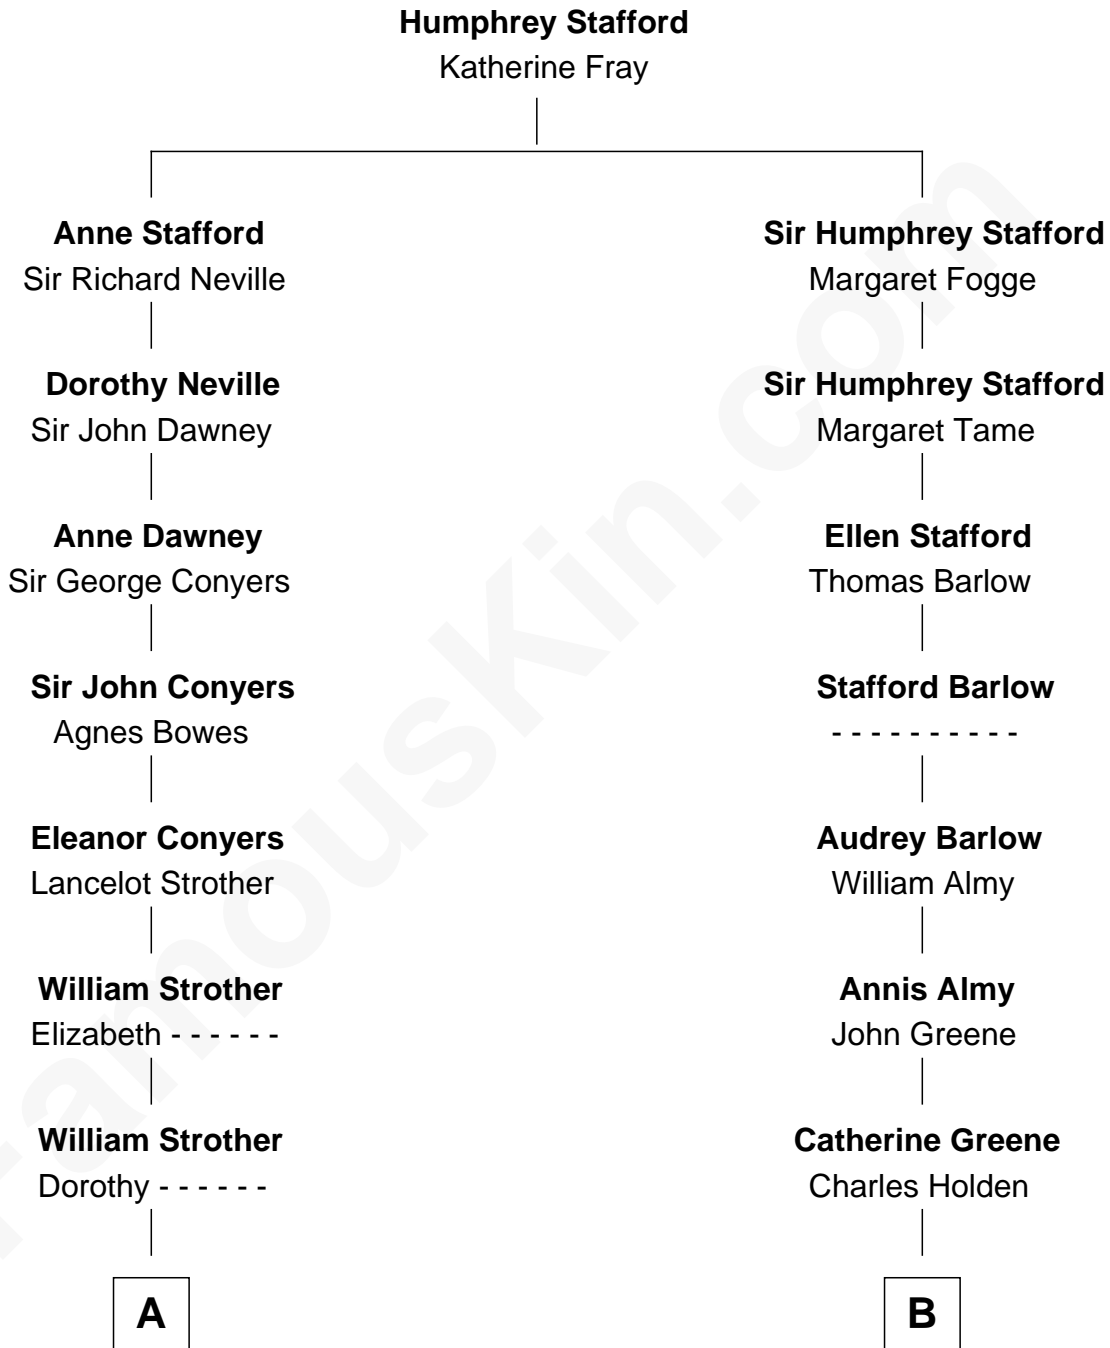 Humphrey Stafford
Katherine Fray
Anne Stafford
Sir Richard Neville
Sir Humphrey Stafford
Margaret Fogge
Dorothy Neville
Sir John Dawney
Sir Humphrey Stafford
Margaret Tame
Anne Dawney
Sir George Conyers
Ellen Stafford
Thomas Barlow
Sir John Conyers
Agnes Bowes
Stafford Barlow
- - - - - - - - - -
Eleanor Conyers
Lancelot Strother
Audrey Barlow
William Almy
William Strother
Elizabeth - - - - - -
Annis Almy
John Greene
William Strother
Dorothy - - - - - -
Catherine Greene
Charles Holden
A
B
FamousKin.com